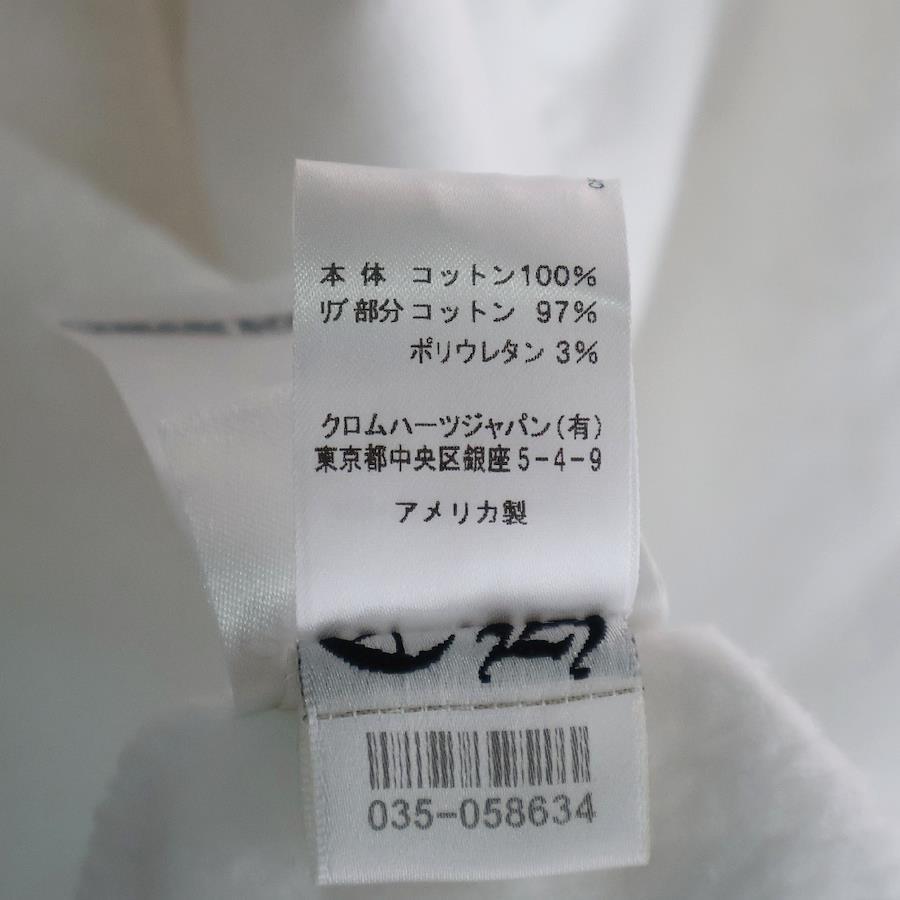 本体 コットン100%
リブ部分コットン 97%
ポリウレタン 3%
クロムハーツジャパン(有)
東京都中央区銀座5-4-9
アメリカ製
035-058634